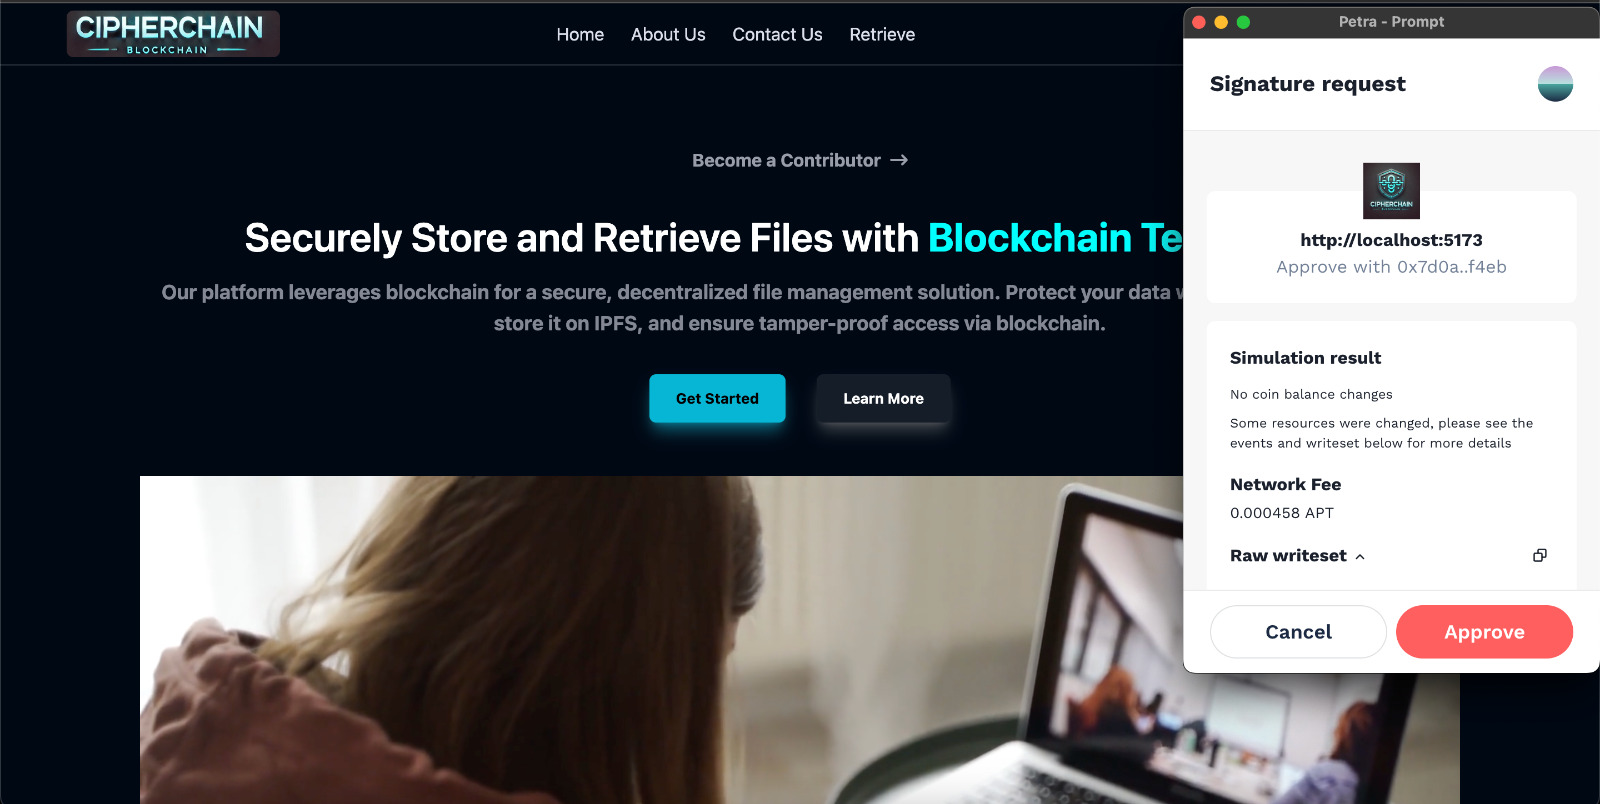 CIPHERCHAIN
BLOCKCHAIN
Home About Us Contact Us Retrieve
Become a Contributor →
Securely Store and Retrieve Files with Blockchain Te
Our platform leverages blockchain for a secure, decentralized file management solution. Protect your data
store it on IPFS, and ensure tamper-proof access via blockchain.
Get Started Learn More
Petra - Prompt
Signature request
CIPHERCHAIN
http://localhost:5173
Approve with 0x7d0a..f4eb
Simulation result
No coin balance changes
Some resources were changed, please see the
events and writeset below for more details
Network Fee
0.000458 APT
Raw writeset
Cancel Approve